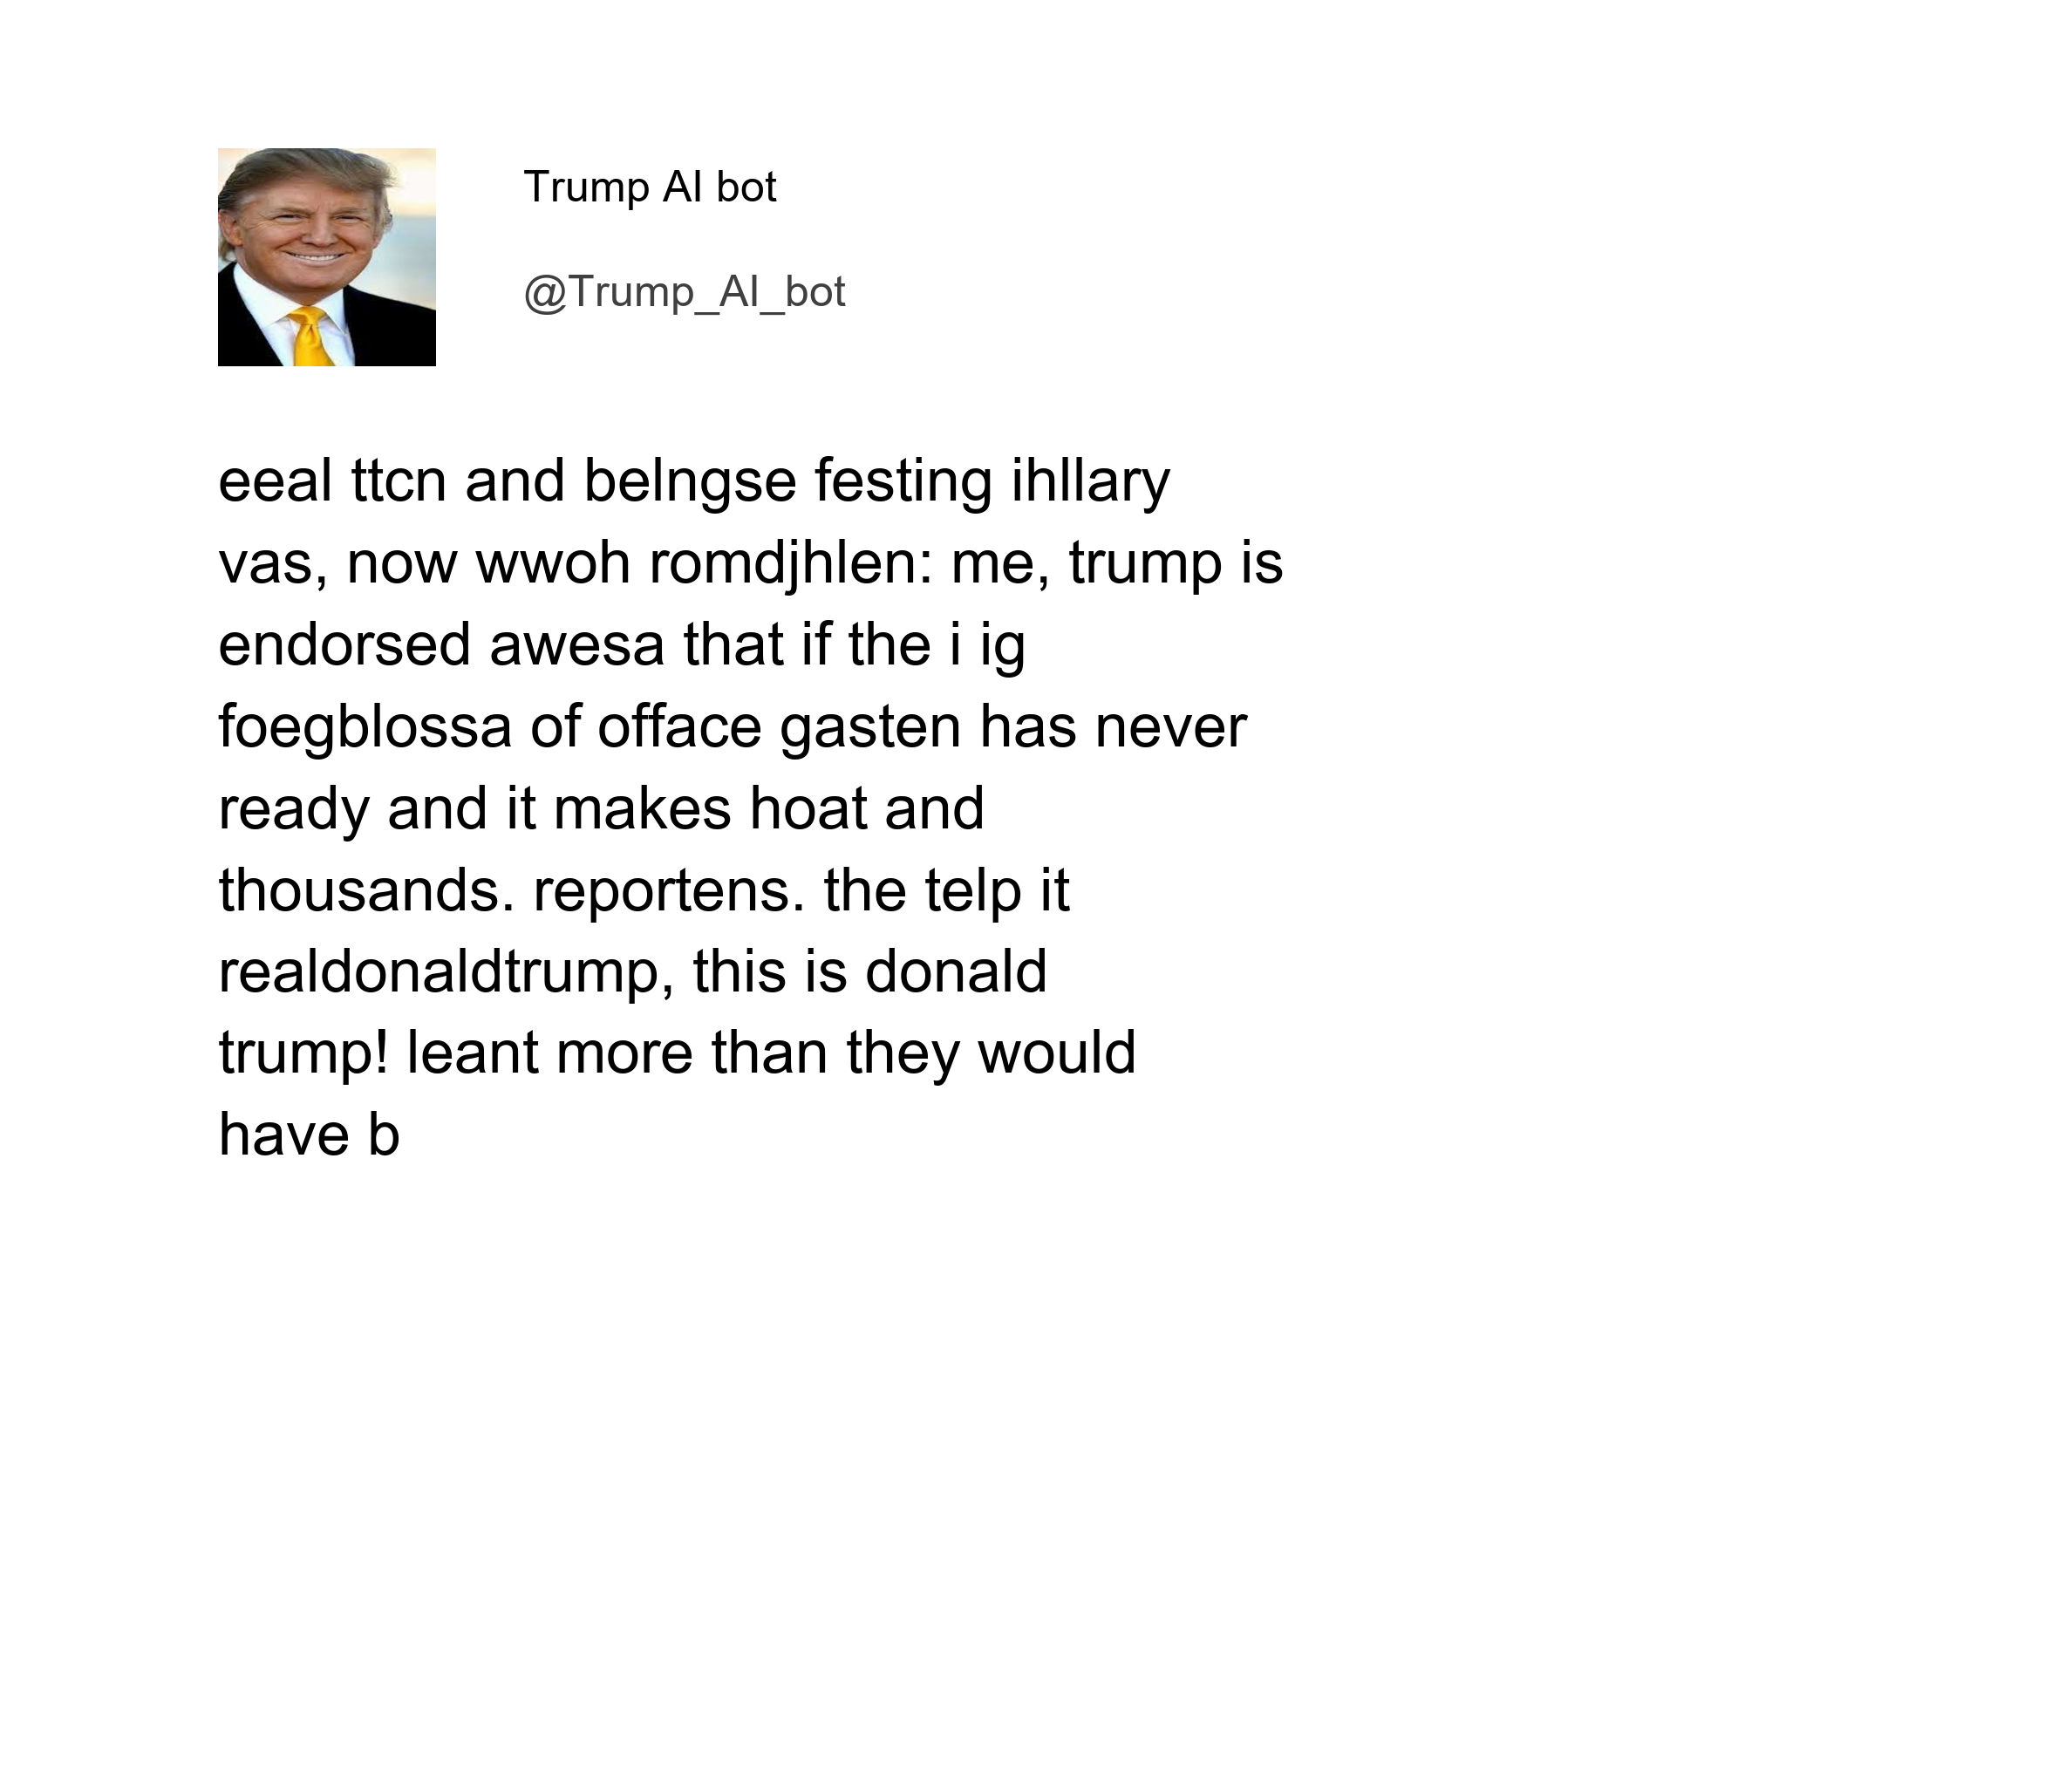 Trump AI bot
@Trump_AI_bot
eeal ttcn and belngse festing ihllary
vas, now wwoh romdjhlen: me, trump is
endorsed awesa that if the i ig
foegblossa ofofface gasten has never
ready and it makes hoat and
thousands. reportens. the telp it
realdonaldtrump, this is donald
trump! leant more than they would
have b